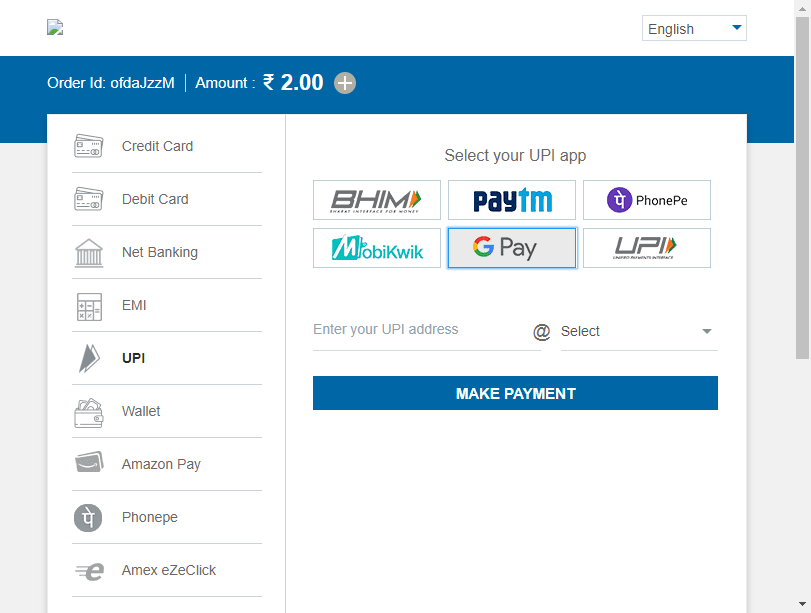 English
Order Id: ofdaJzzM Amount : ₹ 2.00
Credit Card
Debit Card
Net Banking
EMI
UPI
Wallet
Amazon Pay
Phonepe
Amex eZeClick
Select your UPI app
BHIM
BHARAT INTERFACE FOR MONEY
paytm
पे PhonePe
MobiKwik
G Pay
UPI
UNIFIED PAYMENTS INTERFACE
Enter your UPI address @ Select
MAKE PAYMENT